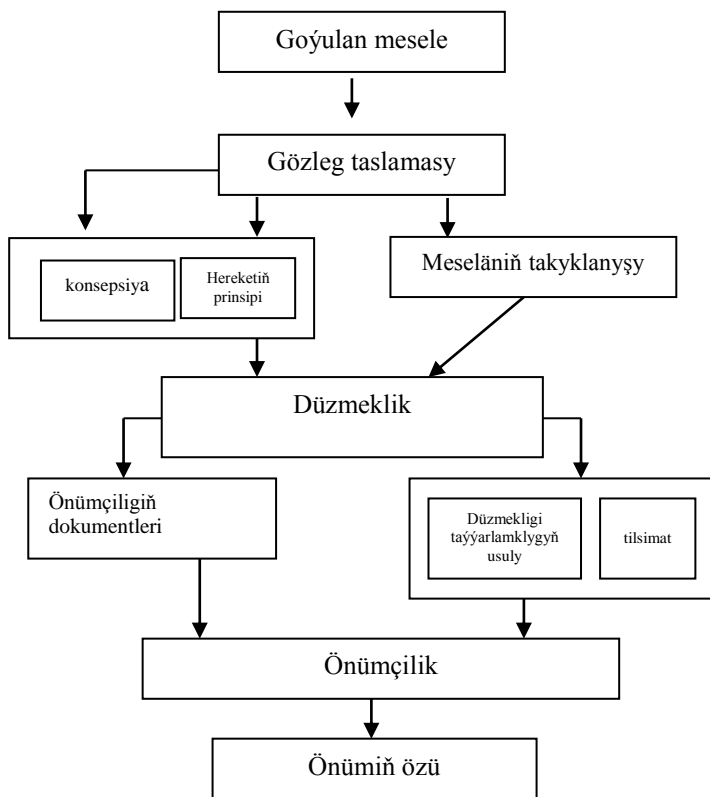 Goýulan mesele
Gözleg taslamasy
konsepsiya
Hereketiň
prinsipi
Meseläniň takyklanyşy
Düzmeklik
Önümçiligiň
dokumentleri
Düzmekligi
taýýarlamklygyň
usuly
tilsimat
Önümçilik
Önümiň özü